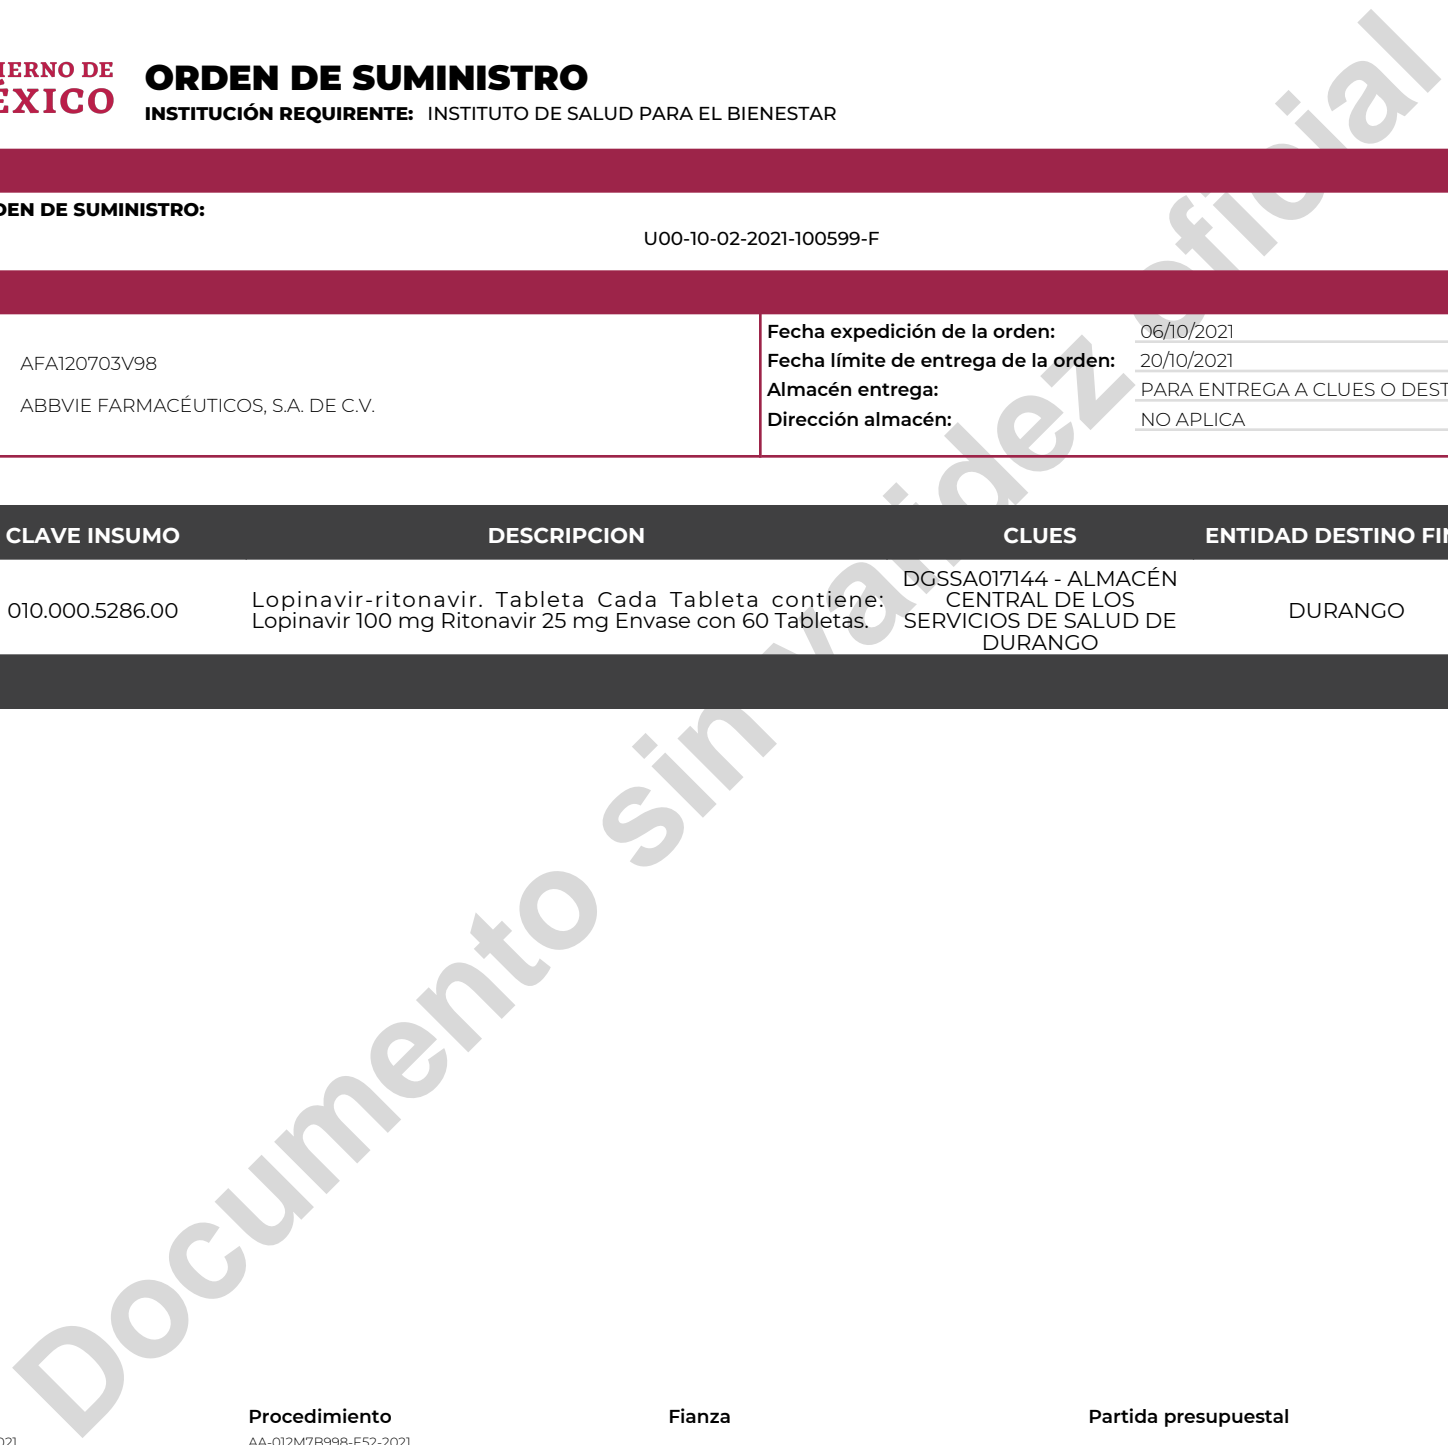 IERNO DE
ÉXICO
ORDEN DE SUMINISTRO
INSTITUCIÓN REQUIRENTE: INSTITUTO DE SALUD PARA EL BIENESTAR
DEN DE SUMINISTRO:
U00-10-02-2021-100599-F
AFA120703V98
ABBVIE FARMACÉUTICOS, S.A. DE C.V.
Fecha expedición de la orden: 06/10/2021
Fecha límite de entrega de la orden: 20/10/2021
Almacén entrega: PARA ENTREGA A CLUES O DEST
Dirección almacén: NO APLICA
CLAVE INSUMO DESCRIPCION CLUES ENTIDAD DESTINO FIN
010.000.5286.00
Lopinavir-ritonavir. Tableta Cada Tableta contiene:
Lopinavir 100 mg Ritonavir 25 mg Envase con 60 Tabletas.
DGSSA017144 - ALMACÉN
CENTRAL DE LOS
SERVICIOS DE SALUD DE
DURANGO
DURANGO
Documento sin validez oficial
Procedimiento Fianza Partida presupuestal
021 AA-012M7B998-E52-2021